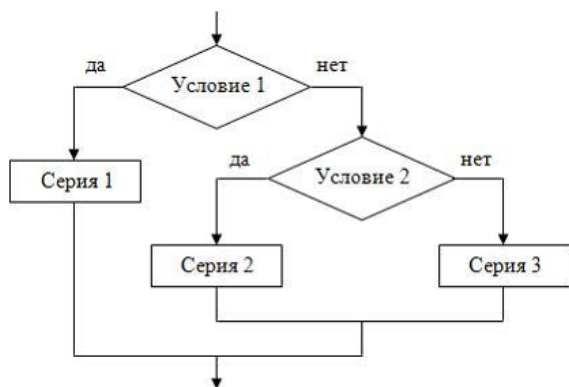 да
Условие 1
нет
Серия 1
да
Условие 2
нет
Серия 2
Серия 3